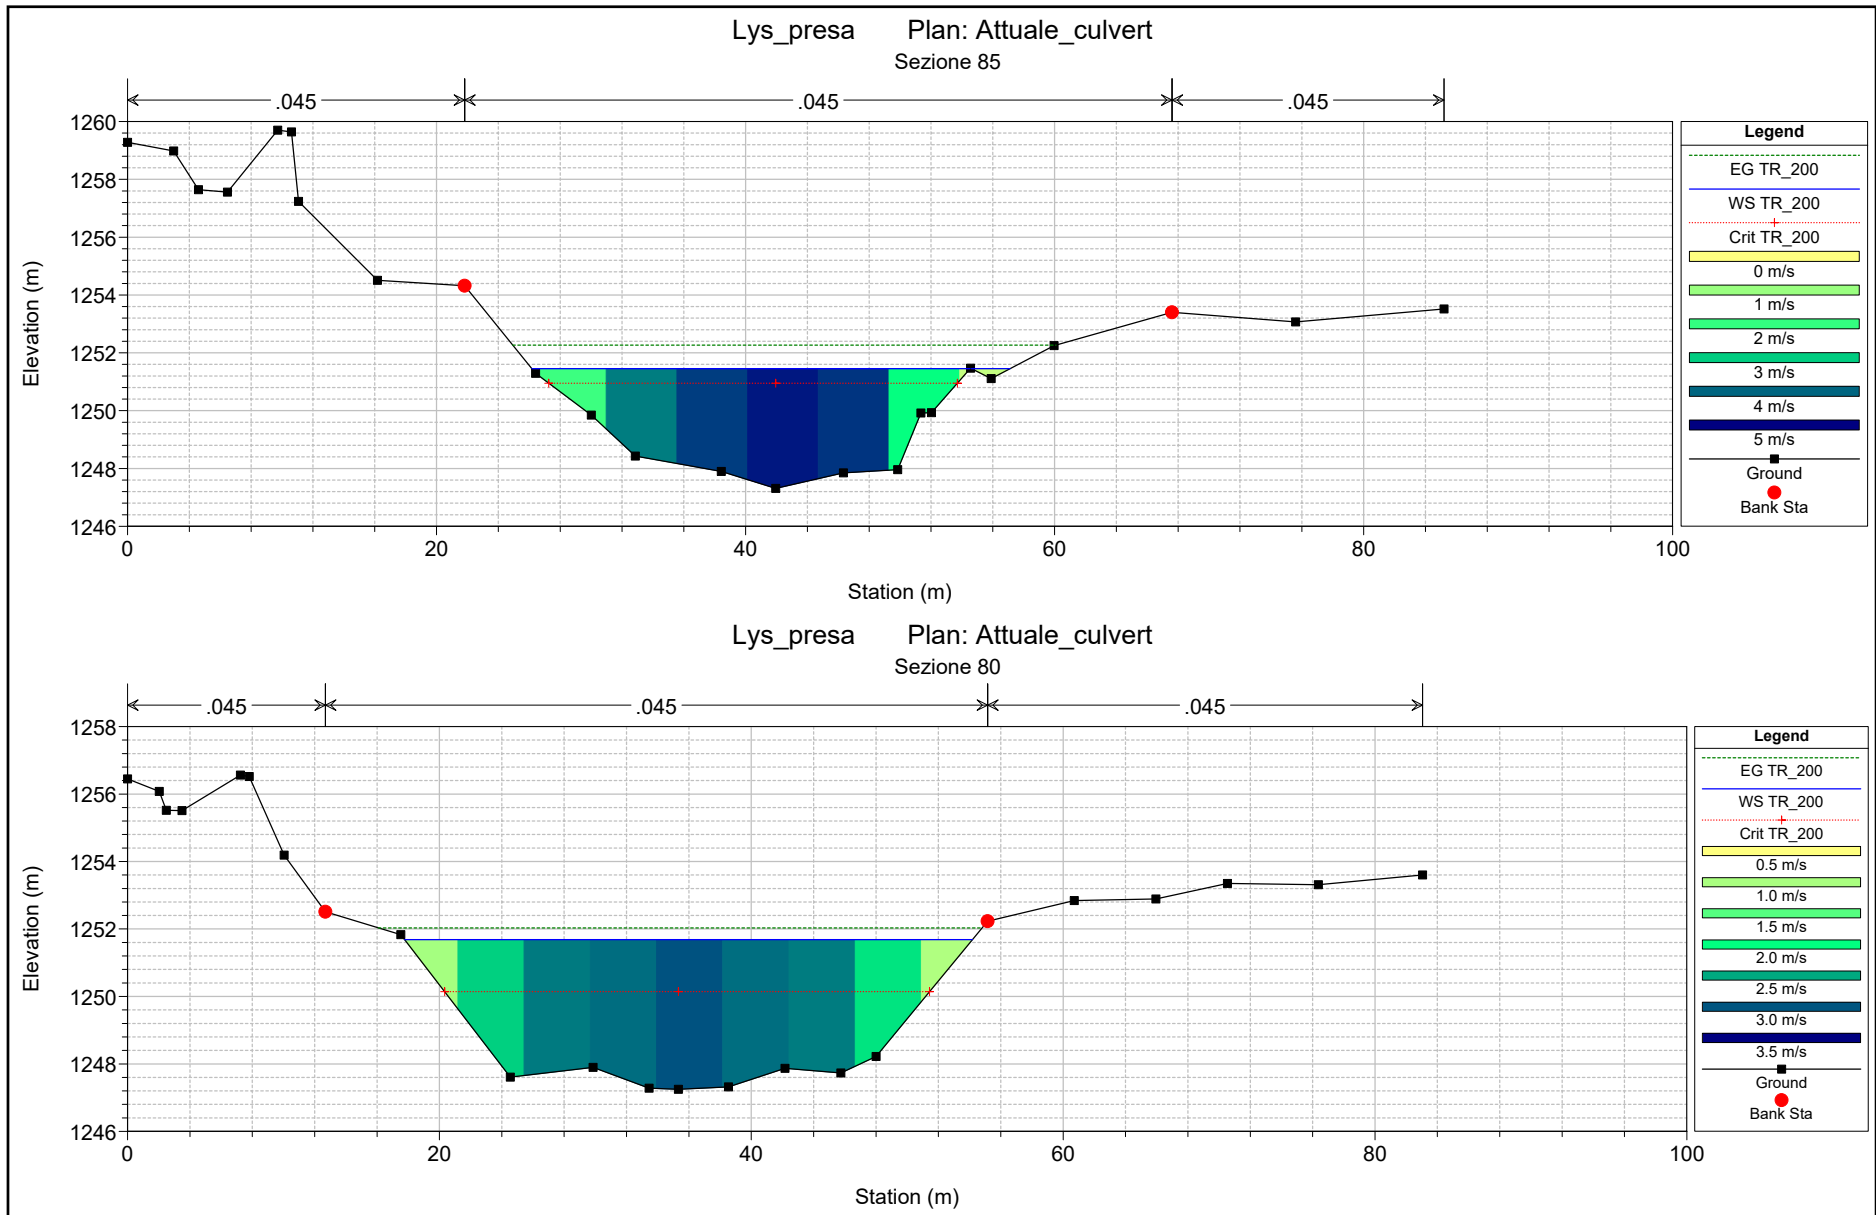 Lys_presa Plan: Attuale_culvert
Sezione 85
.045 .045 .045
1260
1258
1256
1254
1252
1250
1248
1246
Elevation (m)
0 20 40 60 80 100
Station (m)
Legend
EG TR_200
WS TR_200
Crit TR_200
0 m/s
1 m/s
2 m/s
3 m/s
4 m/s
5 m/s
Ground
Bank Sta
Lys_presa Plan: Attuale_culvert
Sezione 80
.045 .045 .045
1258
1256
1254
1252
1250
1248
1246
Elevation (m)
0 20 40 60 80 100
Station (m)
Legend
EG TR_200
WS TR_200
Crit TR_200
0.5 m/s
1.0 m/s
1.5 m/s
2.0 m/s
2.5 m/s
3.0 m/s
3.5 m/s
Ground
Bank Sta